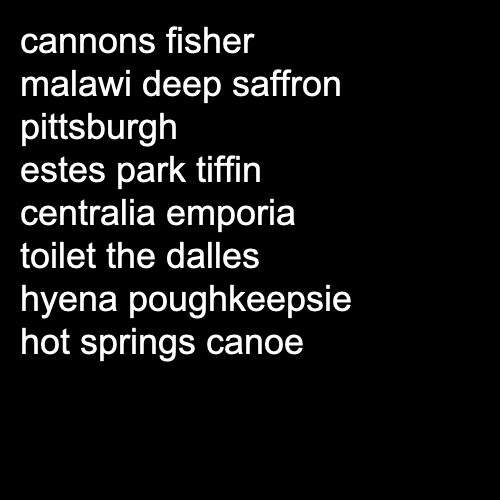 cannons fisher
malawi deep saffron
pittsburgh
estes park tiffin
centralia emporia
toilet the dalles
hyena poughkeepsie
hot springs canoe